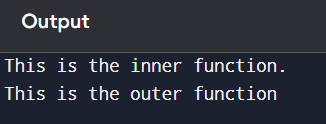 Output
This is the inner function.
This is the outer function